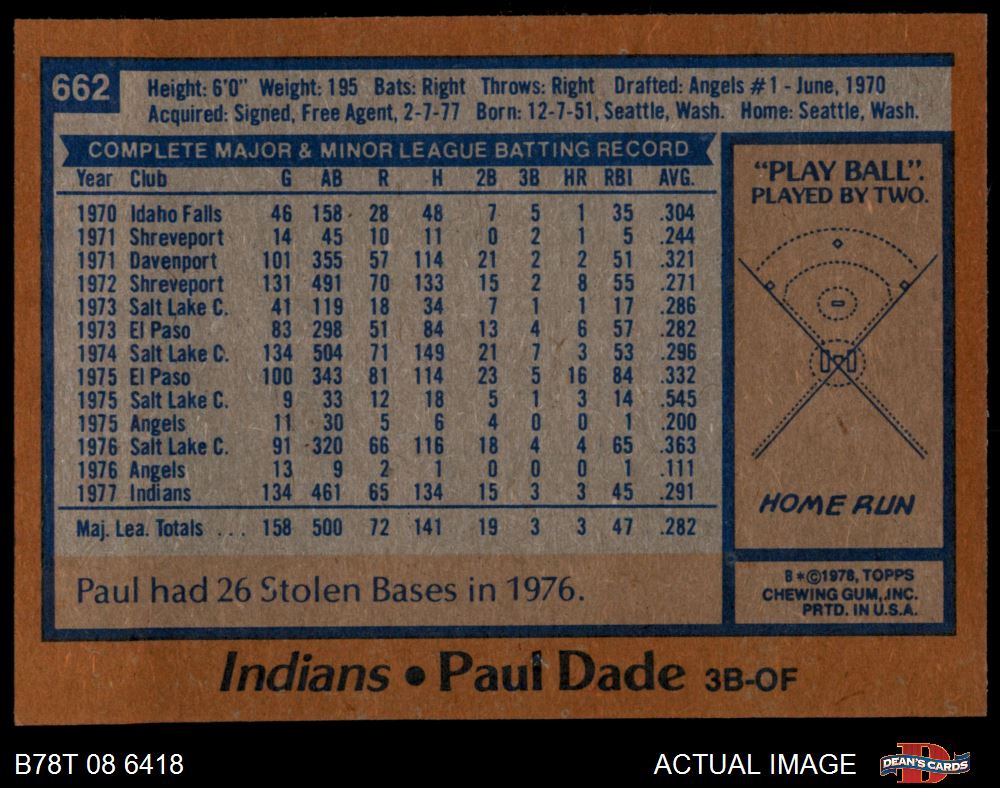 662
Height: 6'0" Weight: 195 Bats: Right Throws: Right Drafted: Angels #1 - June, 1970
Acquired: Signed, Free Agent, 2-7-77 Born: 12-7-51, Seattle, Wash. Home: Seattle, Wash.
COMPLETE MAJOR & MINOR LEAGUE BATTING RECORD
Year Club G AB R H 2B 3B HR RBI AVG.
1970 Idaho Falls 46 158 28 48 7 5 1 35 .304
1971 Shreveport 14 45 10 11 0 2 1 5 .244
1971 Davenport 101 355 57 114 21 2 2 51 .321
1972 Shreveport 131 491 70 133 15 2 8 55 .271
1973 Salt Lake C. 41 119 18 34 7 1 1 17 .286
1973 El Paso 83 298 51 84 13 4 6 57 .282
1974 Salt Lake C. 134 504 71 149 21 7 3 53 .296
1975 El Paso 100 343 81 114 23 5 16 84 .332
1975 Salt Lake C. 9 33 12 18 5 1 3 14 .545
1975 Angels 11 30 5 6 4 0 0 1 .200
1976 Salt Lake C. 91 320 66 116 18 4 4 65 .363
1976 Angels 13 9 2 1 0 0 0 1 .111
1977 Indians 134 461 65 134 15 3 3 45 .291
Maj. Lea. Totals . . . 158 500 72 141 19 3 3 47 .282
Paul had 26 Stolen Bases in 1976.
"PLAY BALL".
PLAYED BY TWO.
HOME RUN
B*©1978, TOPPS
CHEWING GUM, INC.
PRTD. IN U.S.A.
Indians • Paul Dade 3B-OF
B78T 08 6418
ACTUAL IMAGE
D
DEAN'S CARDS